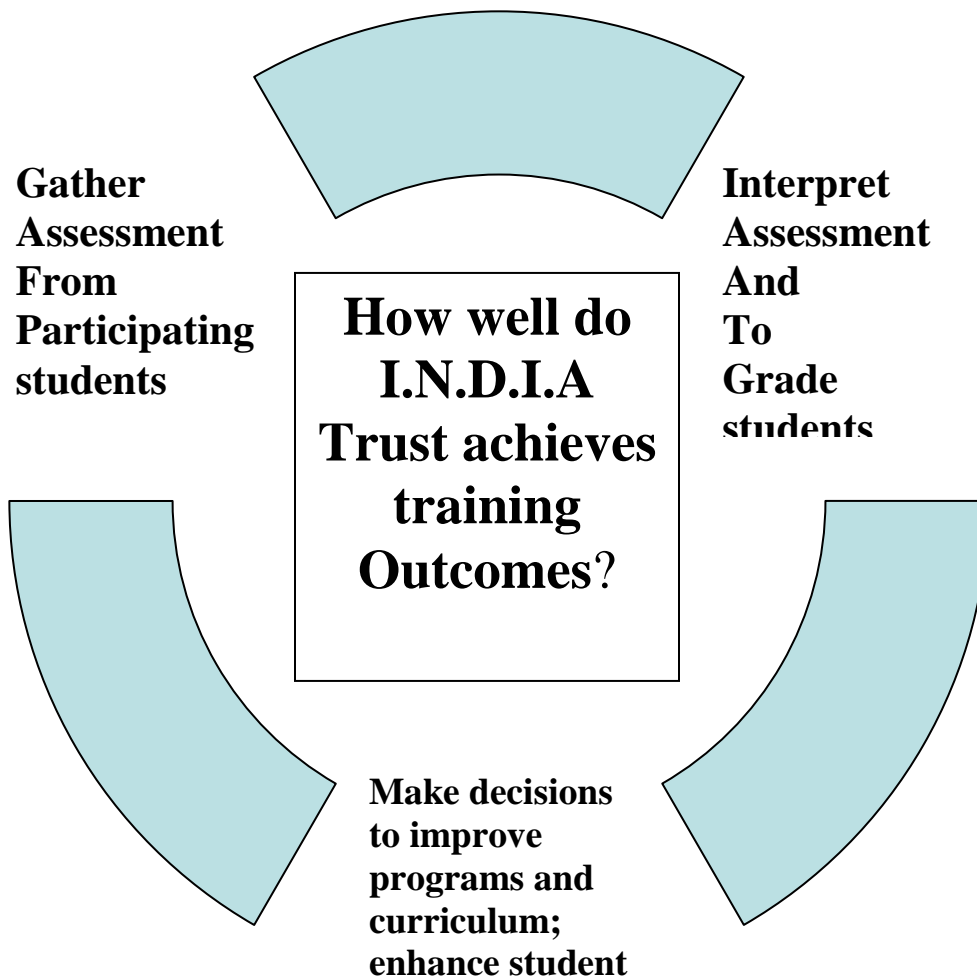 Gather
Assessment
From
Participating
students
Interpret
Assessment
And
To
Grade
students
How well do
I.N.D.I.A
Trust achieves
training
Outcomes?
Make decisions
to improve
programs and
curriculum;
enhance student